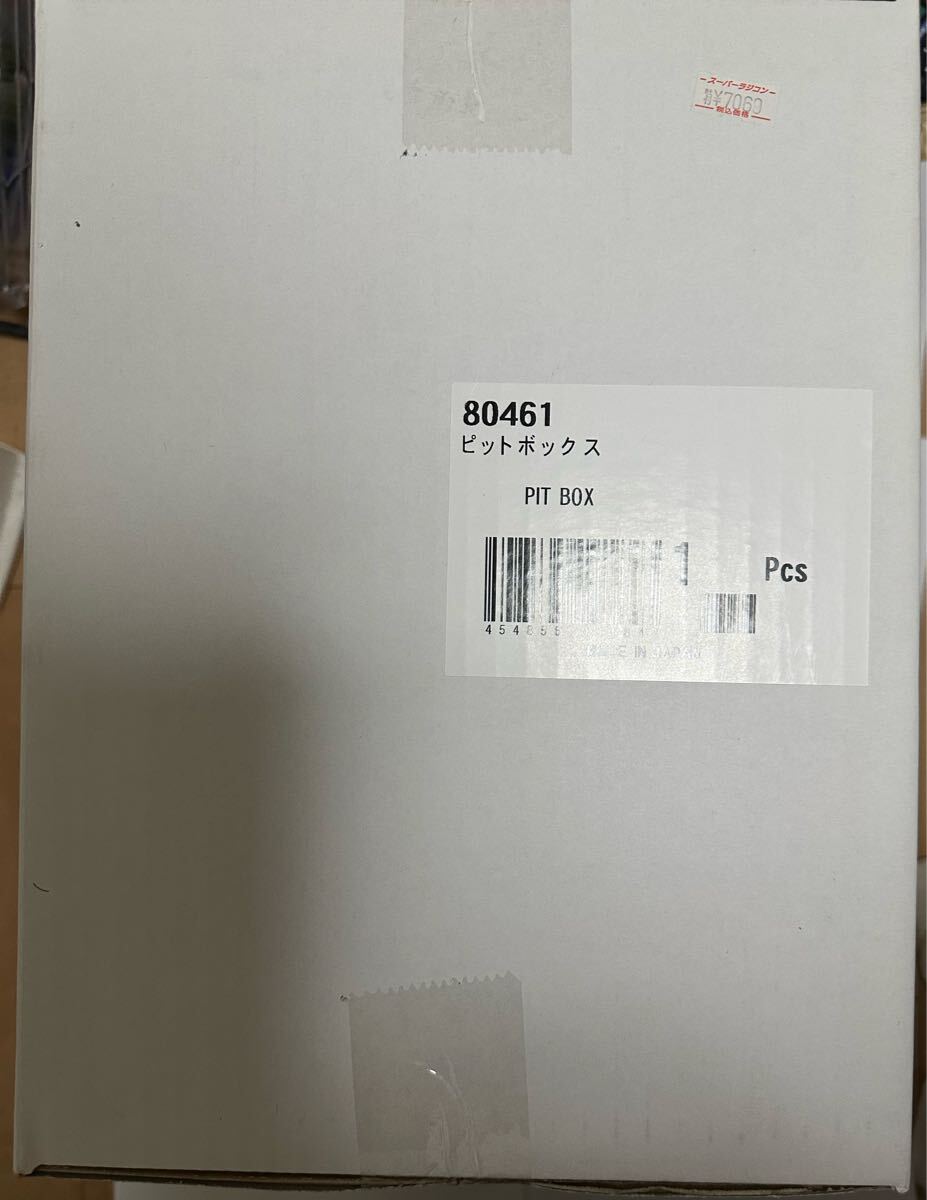 スーパーラジコン
¥7060
税込価格
80461
ピットボックス
PIT BOX
1 Pcs
MADE IN JAPAN